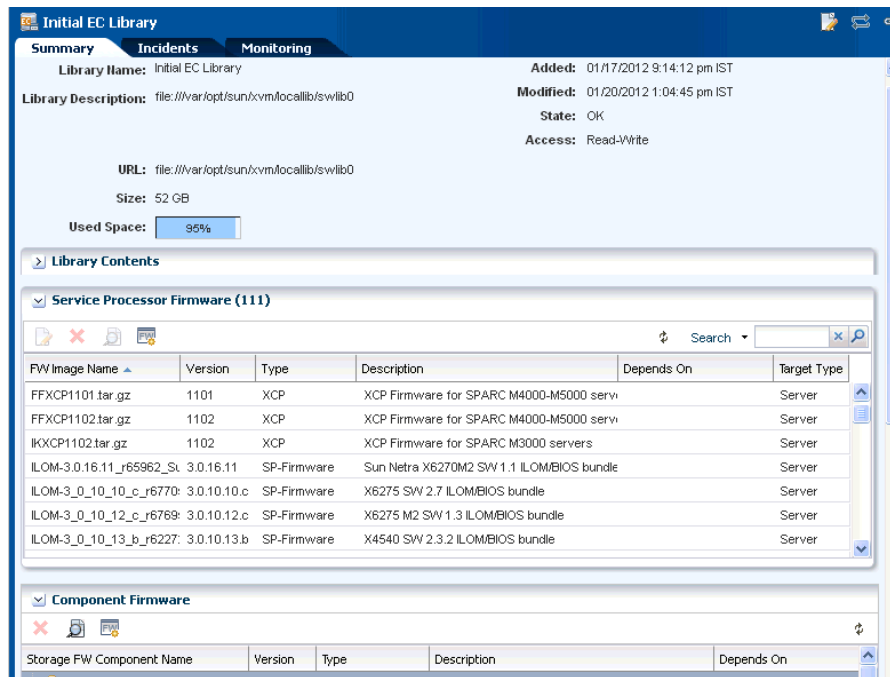 Initial EC Library
Summary Incidents Monitoring
Library Name: Initial EC Library Added: 01/17/2012 9:14:12 pm IST
Library Description: file:///var/opt/sun/xvm/locallib/swlib0 Modified: 01/20/2012 1:04:45 pm IST
State: OK
Access: Read-Write
URL: file:///var/opt/sun/xvm/locallib/swlib0
Size: 52 GB
Used Space: 95%
Library Contents
Service Processor Firmware (111)
Search
FW Image Name Version Type Description Depends On Target Type
FFXCP1101.tar.gz 1101 XCP XCP Firmware for SPARC M4000-M5000 serv Server
FFXCP1102.tar.gz 1102 XCP XCP Firmware for SPARC M4000-M5000 serv Server
IKXCP1102.tar.gz 1102 XCP XCP Firmware for SPARC M3000 servers Server
ILOM-3.0.16.11_r65962_Su 3.0.16.11 SP-Firmware Sun Netra X6270M2 SW 1.1 ILOM/BIOS bundle Server
ILOM-3_0_10_10_c_r6770 3.0.10.10.c SP-Firmware X6275 SW 2.7 ILOM/BIOS bundle Server
ILOM-3_0_10_12_c_r6769 3.0.10.12.c SP-Firmware X6275 M2 SW 1.3 ILOM/BIOS bundle Server
ILOM-3_0_10_13_b_r6227 3.0.10.13.b SP-Firmware X4540 SW 2.3.2 ILOM/BIOS bundle Server
Component Firmware
Storage FW Component Name Version Type Description Depends On